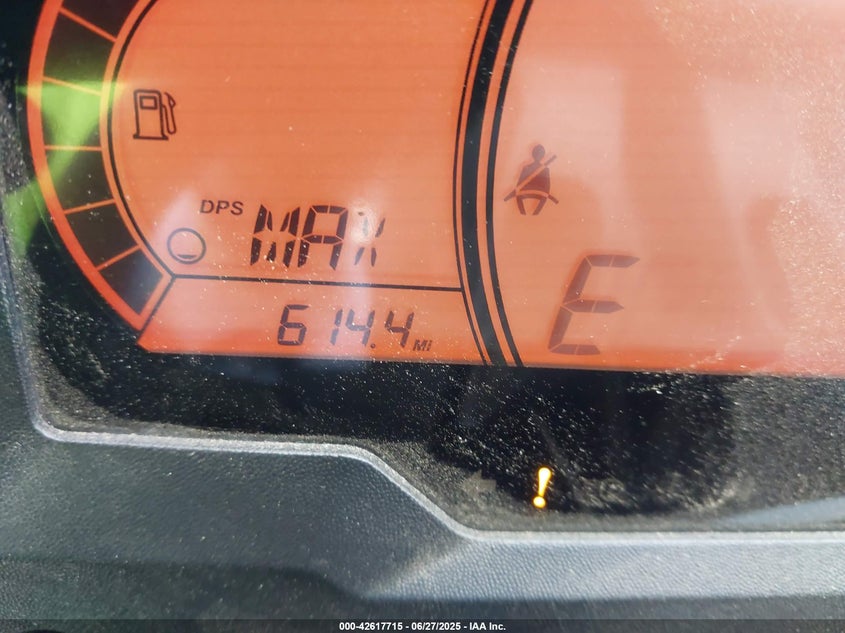 DPS MAX
614.4 MI
E
000-42617715 - 06/27/2025 - IAA Inc.